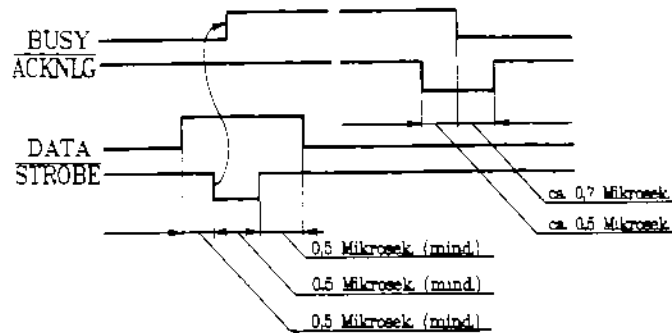 BUSY
ACKNLG
DATA
STROBE
ca. 0,7 Mikrosek.
ca. 0.5 Mikrosek.
0,5 Mikrosek. (mind.)
0.5 Mikrosek. (mind.)
0,5 Mikrosek. (mind.)